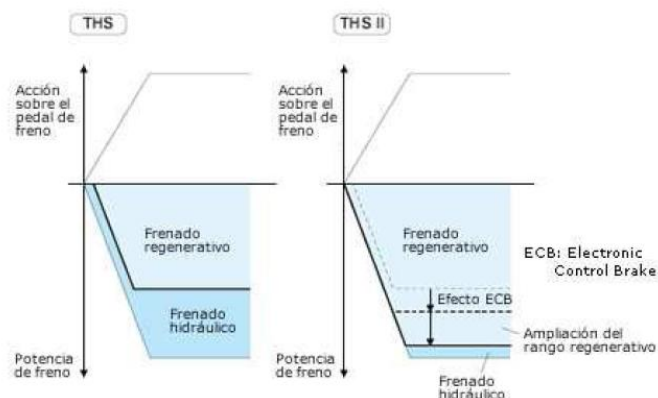 THS
THS II
Acción
sobre el
pedal de
freno
Acción
sobre el
pedal de
freno
Frenado
regenerativo
Frenado
hidráulico
Potencia
de freno
Frenado
regenerativo
ECB: Electronic
Control Brake
Efecto ECB
Ampliación del
rango regenerativo
Potencia
de freno
Frenado
hidráulico